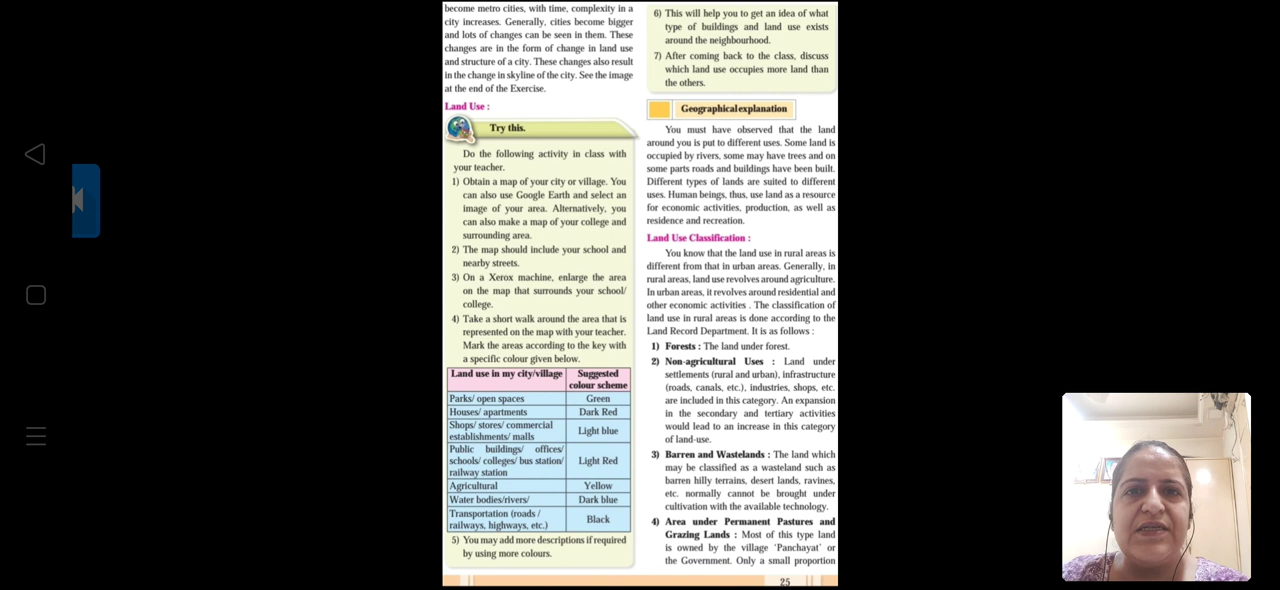 become metro cities, with time, complexity in a
city increases. Generally, cities become bigger
and lots of changes can be seen in them. These
changes are in the form of change in land use
and structure of a city. These changes also result
in the change in skyline of the city. See the image
at the end of the Exercise.
Land Use :
Try this.
Do the following activity in class with
your teacher.
1) Obtain a map of your city or village. You
can also use Google Earth and select an
image of your area. Alternatively, you
can also make a map of your college and
surrounding area.
2) The map should include your school and
nearby streets.
3) On a Xerox machine, enlarge the area
on the map that surrounds your school/
college.
4) Take a short walk around the area that is
represented on the map with your teacher.
Mark the areas according to the key with
a specific colour given below.
Land use in my city/village Suggested
colour scheme
Parks/ open spaces Green
Houses/ apartments Dark Red
Shops/ stores/ commercial
establishments/ malls Light blue
Public buildings/ offices/
schools/ colleges/ bus station/ Light Red
railway station
Agricultural Yellow
Water bodies/rivers/ Dark blue
Transportation (roads /
railways, highways, etc.) Black
5) You may add more descriptions if required
by using more colours.
6) This will help you to get an idea of what
type of buildings and land use exists
around the neighbourhood.
7) After coming back to the class, discuss
which land use occupies more land than
the others.
Geographical explanation
You must have observed that the land
around you is put to different uses. Some land is
occupied by rivers, some may have trees and on
some parts roads and buildings have been built.
Different types of lands are suited to different
uses. Human beings, thus, use land as a resource
for economic activities, production, as well as
residence and recreation.
Land Use Classification :
You know that the land use in rural areas is
different from that in urban areas. Generally, in
rural areas, land use revolves around agriculture.
In urban areas, it revolves around residential and
other economic activities . The classification of
land use in rural areas is done according to the
Land Record Department. It is as follows :
1) Forests : The land under forest.
2) Non-agricultural Uses : Land under
settlements (rural and urban), infrastructure
(roads, canals, etc.), industries, shops, etc.
are included in this category. An expansion
in the secondary and tertiary activities
would lead to an increase in this category
of land-use.
3) Barren and Wastelands : The land which
may be classified as a wasteland such as
barren hilly terrains, desert lands, ravines,
etc. normally cannot be brought under
cultivation with the available technology.
4) Area under Permanent Pastures and
Grazing Lands : Most of this type land
is owned by the village 'Panchayat' or
the Government. Only a small proportion
25